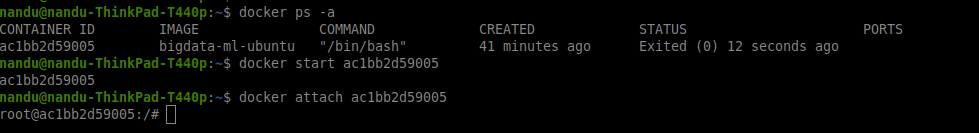 nandu@nandu-ThinkPad-T440p:~$ docker ps -a
CONTAINER ID        IMAGE               COMMAND             CREATED             STATUS                      PORTS
ac1bb2d59005        bigdata-ml-ubuntu   "/bin/bash"         41 minutes ago      Exited (0) 12 seconds ago
nandu@nandu-ThinkPad-T440p:~$ docker start ac1bb2d59005
ac1bb2d59005
nandu@nandu-ThinkPad-T440p:~$ docker attach ac1bb2d59005
root@ac1bb2d59005:/#